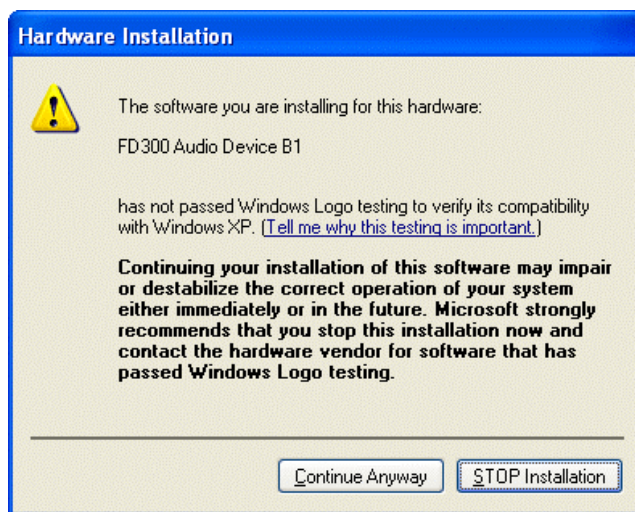 Hardware Installation
The software you are installing for this hardware:
FD300 Audio Device B1
has not passed Windows Logo testing to verify its compatibility
with Windows XP. (Tell me why this testing is important.)
Continuing your installation of this software may impair
or destabilize the correct operation of your system
either immediately or in the future. Microsoft strongly
recommends that you stop this installation now and
contact the hardware vendor for software that has
passed Windows Logo testing.
Continue Anyway STOP Installation